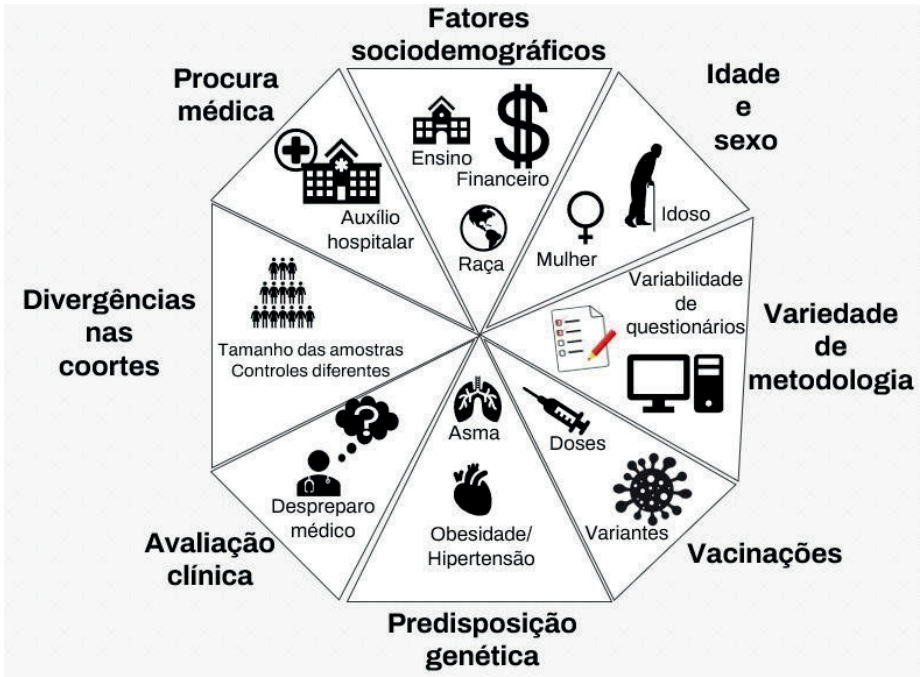 Fatores
sociodemográficos
Ensino
Financeiro
Raça
Idade
e
sexo
Idoso
Mulher
Variedade
de
metodologia
Variabilidade
de
questionários
Vacinações
Doses
Variantes
Predisposição
genética
Asma
Obesidade/
Hipertensão
Avaliação
clínica
Despreparo
médico
Divergências
nas
coortes
Tamanho das amostras
Controles diferentes
Procura
médica
Auxílio
hospitalar